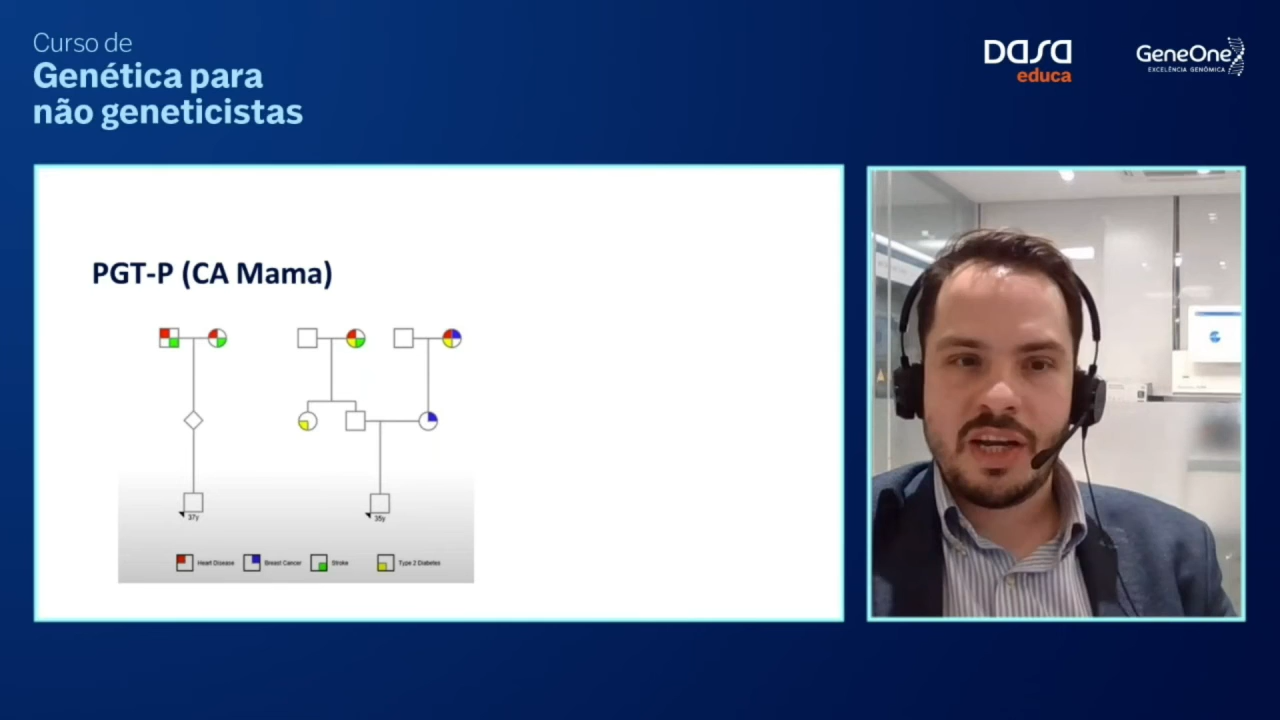 Curso de
Genética para
não geneticistas
DASA
educa
GeneOne
EXCELÊNCIA GENÔMICA
PGT-P (CA Mama)
37y
35y
Heart Disease
Breast Cancer
Stroke
Type 2 Diabetes